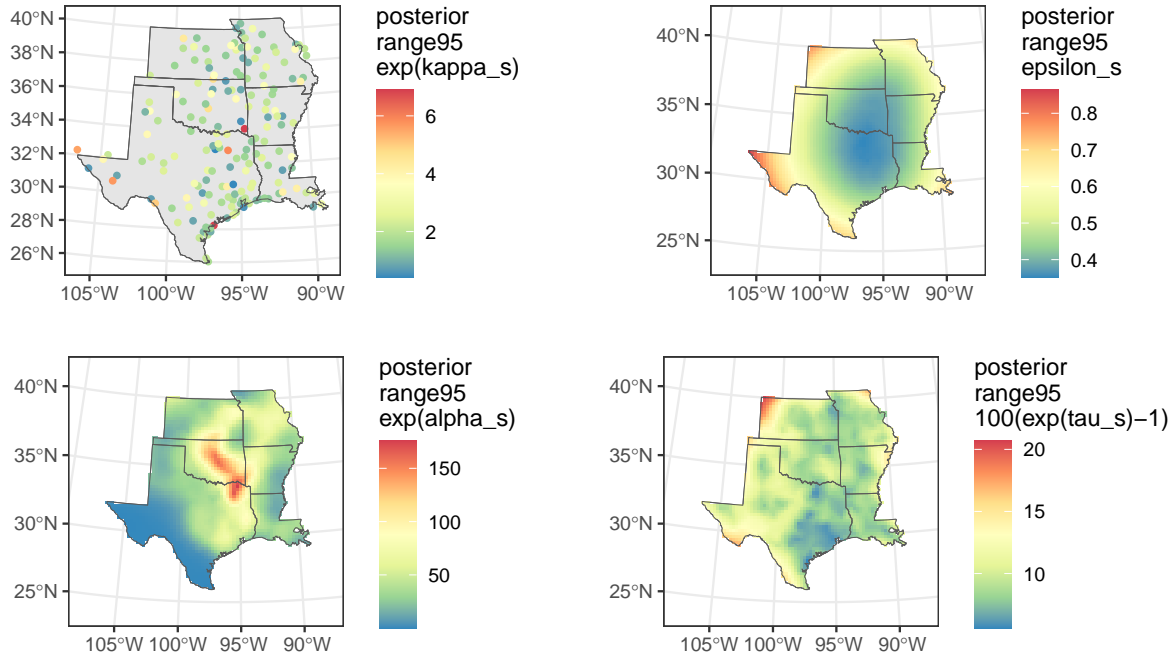 posterior
range95
exp(kappa_s)
40°N
38°N
36°N
34°N
32°N
30°N
28°N
26°N
6
4
2
105°W 100°W 95°W 90°W
posterior
range95
epsilon_s
40°N
35°N
30°N
25°N
0.8
0.7
0.6
0.5
0.4
105°W 100°W 95°W 90°W
posterior
range95
exp(alpha_s)
40°N
35°N
30°N
25°N
150
100
50
105°W 100°W 95°W 90°W
posterior
range95
100(exp(tau_s)−1)
40°N
35°N
30°N
25°N
20
15
10
105°W 100°W 95°W 90°W